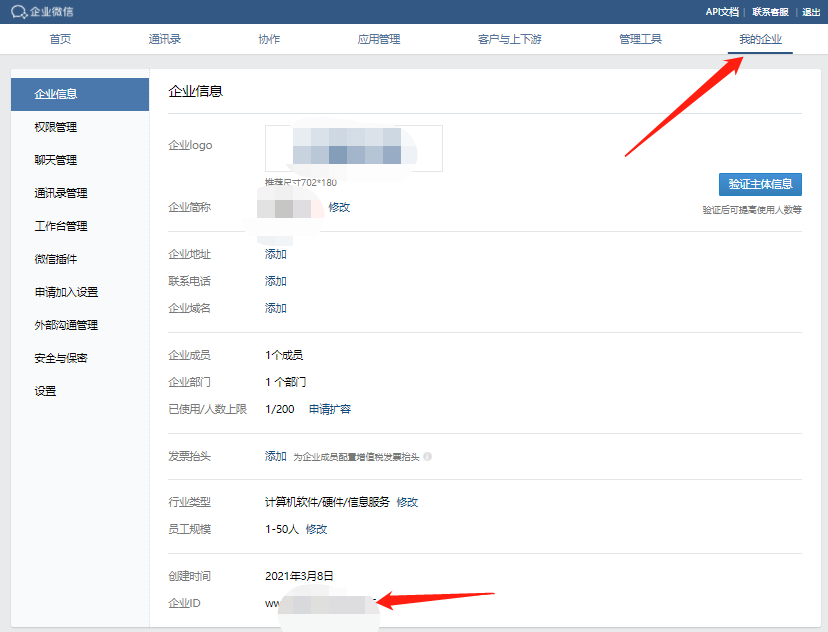 企业微信
API文档 | 联系客服 | 退出
首页 通讯录 协作 应用管理 客户与上下游 管理工具 我的企业
企业信息
权限管理
聊天管理
通讯录管理
工作台管理
微信插件
申请加入设置
外部沟通管理
安全与保密
设置
企业信息
企业logo
推荐尺寸702*180
验证主体信息
企业简称 修改
验证后可提高使用人数等
企业地址 添加
联系电话 添加
企业域名 添加
企业成员 1个成员
企业部门 1 个部门
已使用/人数上限 1/200 申请扩容
发票抬头 添加 为企业成员配置增值税发票抬头
行业类型 计算机软件/硬件/信息服务 修改
员工规模 1-50人 修改
创建时间 2021年3月8日
企业ID